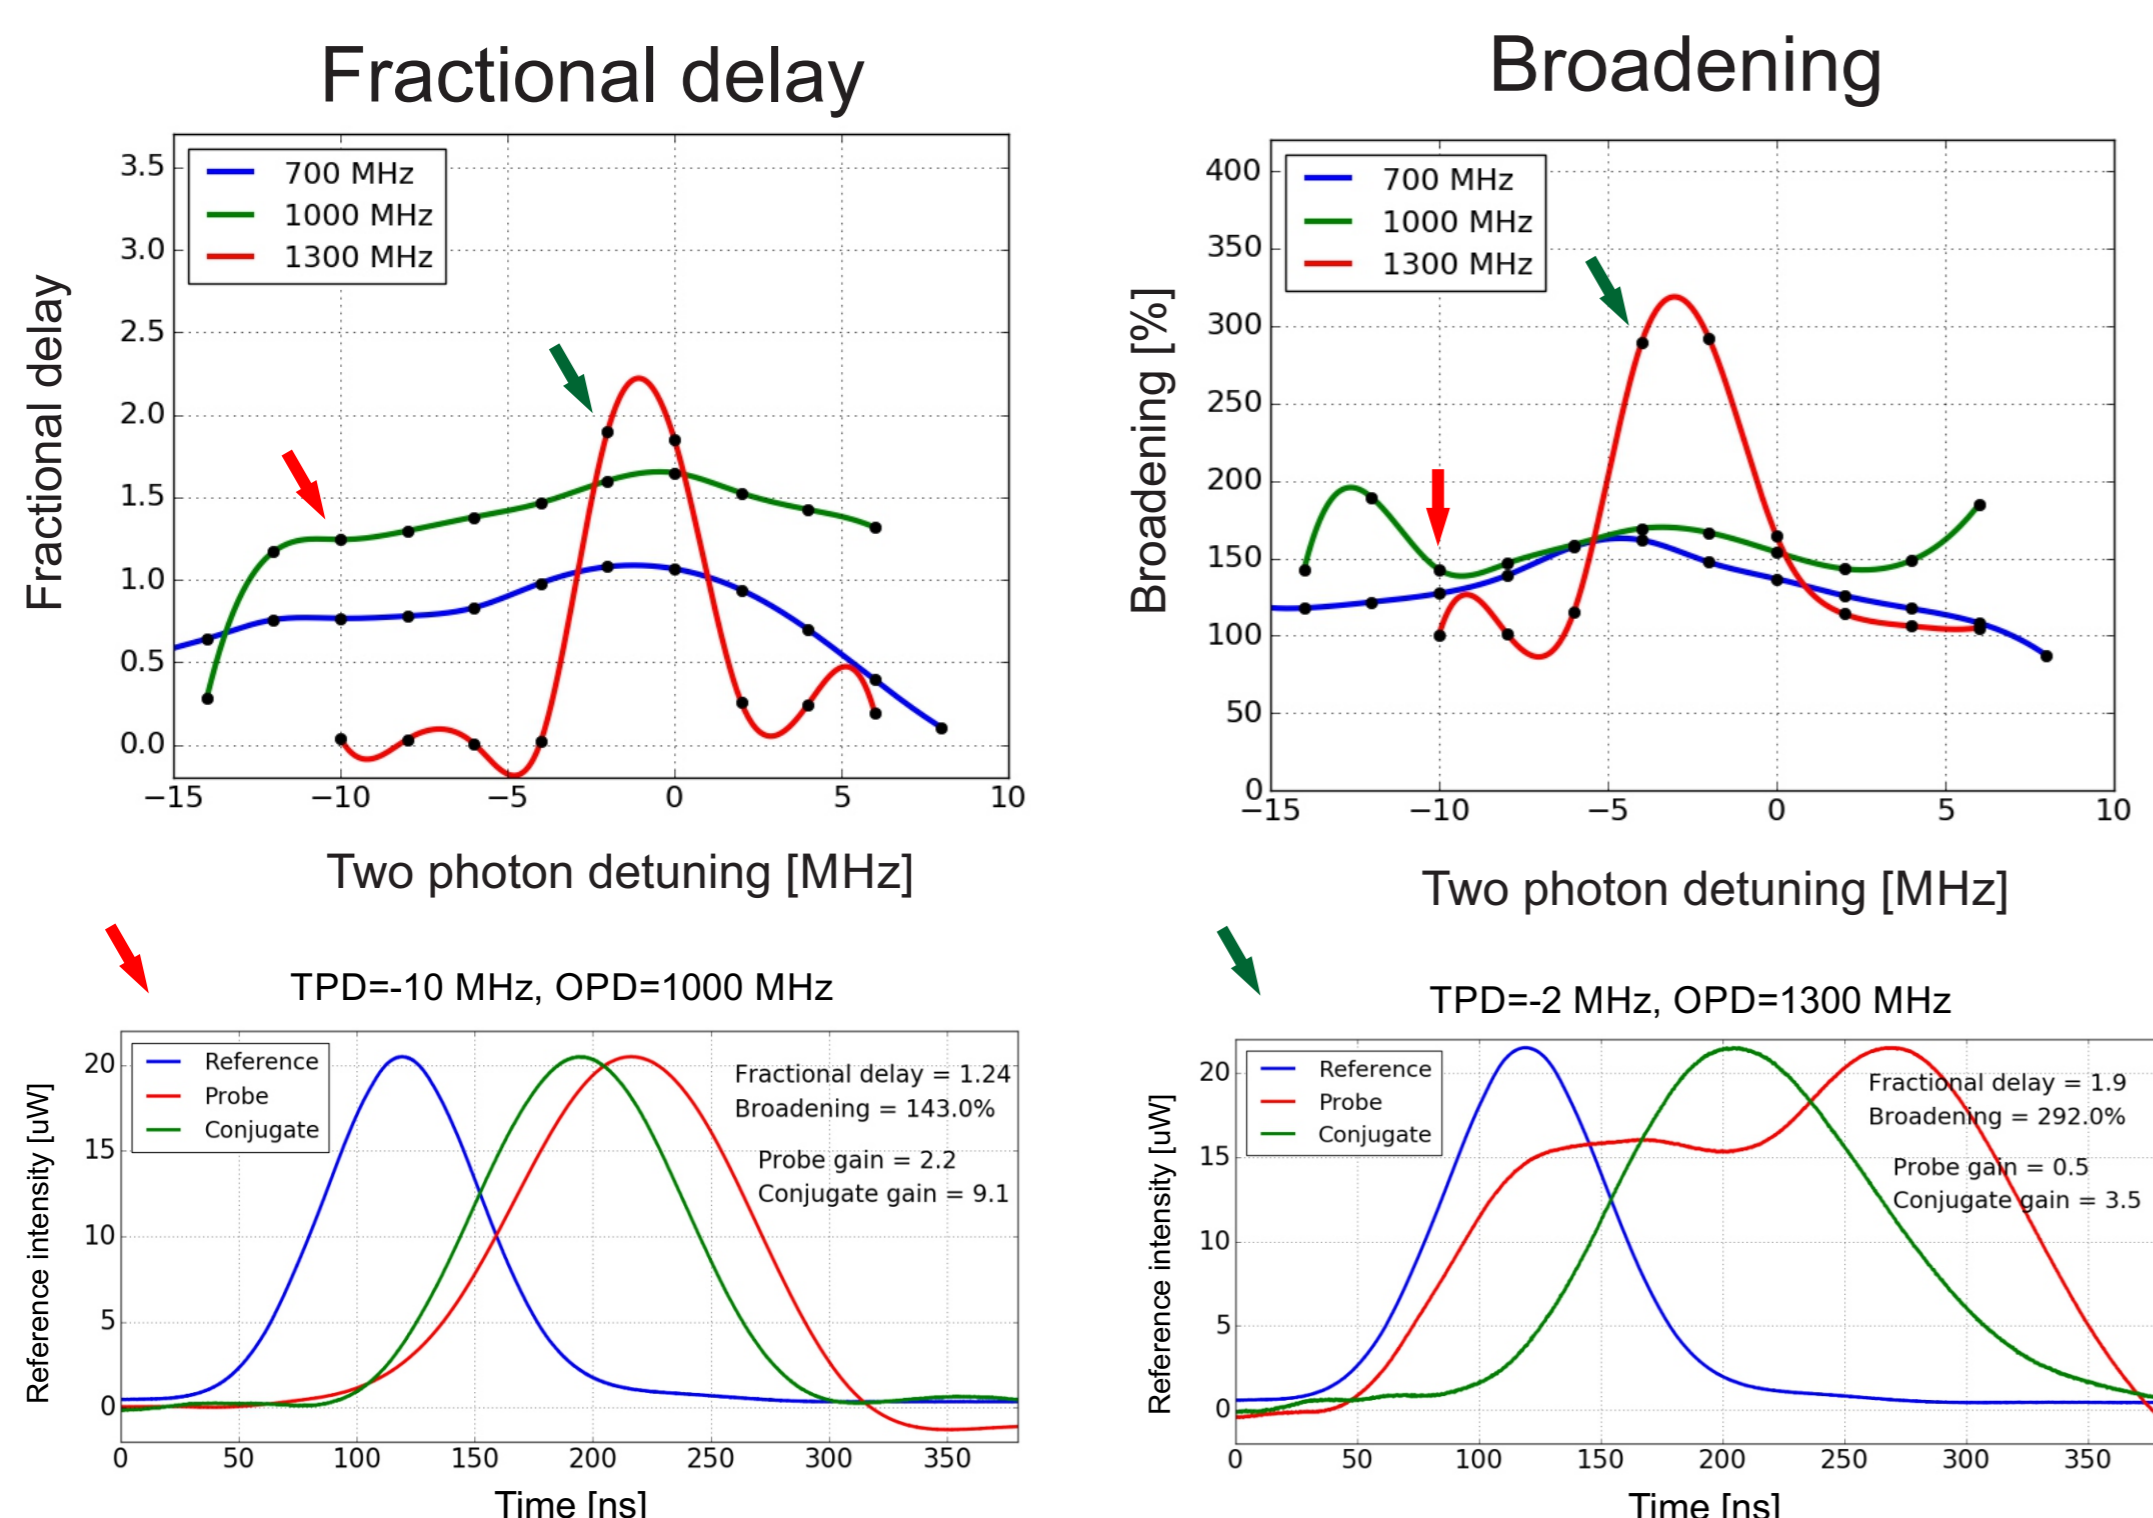 Fractional delay
3.5
3.0
2.5
2.0
1.5
1.0
0.5
0.0
700 MHz
1000 MHz
1300 MHz
Fractional delay
−15 −10 −5 0 5 10
Two photon detuning [MHz]
Broadening
400
350
300
250
200
150
100
50
0
700 MHz
1000 MHz
1300 MHz
Broadening [%]
−15 −10 −5 0 5 10
Two photon detuning [MHz]
TPD=-10 MHz, OPD=1000 MHz
20
15
10
5
0
Reference
Probe
Conjugate
Fractional delay = 1.24
Broadening = 143.0%
Probe gain = 2.2
Conjugate gain = 9.1
Reference intensity [uW]
0 50 100 150 200 250 300 350
Time [ns]
TPD=-2 MHz, OPD=1300 MHz
20
15
10
5
0
Reference
Probe
Conjugate
Fractional delay = 1.9
Broadening = 292.0%
Probe gain = 0.5
Conjugate gain = 3.5
Reference intensity [uW]
0 50 100 150 200 250 300 350
Time [ns]